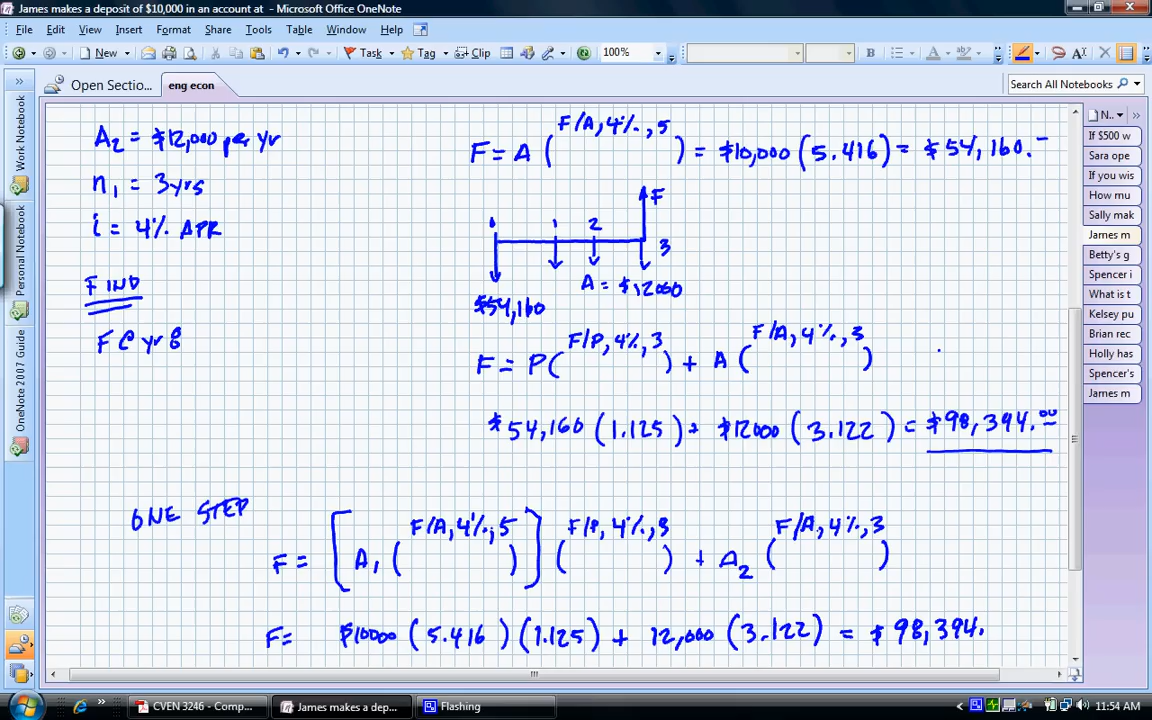 James makes a deposit of $10,000 in an account at - Microsoft Office OneNote
File Edit View Insert Format Share Tools Table Window Help
New Task Tag Clip 100% B A
Open Sectio... eng econ Search All Notebooks
Work Notebook
Personal Notebook
OneNote 2007 Guide
N..
If $500 w
Sara ope
If you wis
How mu
Sally mak
James m
Betty's g
Spencer i
What is t
Kelsey pu
Brian rec
Holly has
Spencer's
James m
A2 = $12,000 per yr
n1 = 3yrs
i = 4% APR
FIND
F @ yr 8
F = A (F/A, 4%, 5) = $10,000 (5.416) = $54,160.-
F
0 1 2 3
A = $12000
$54,160
F = P(F/P, 4%, 3) + A (F/A, 4%, 3)
$54,160 (1.125) + $12000 (3.122) = $98,394.00
ONE STEP
F = [A1 (F/A, 4%, 5)] (F/P, 4%, 3) + A2 (F/A, 4%, 3)
F= $10000 (5.416) (1.125) + 12,000 (3.122) = $98,394.
CVEN 3246 - Comp... James makes a dep... Flashing 11:54 AM